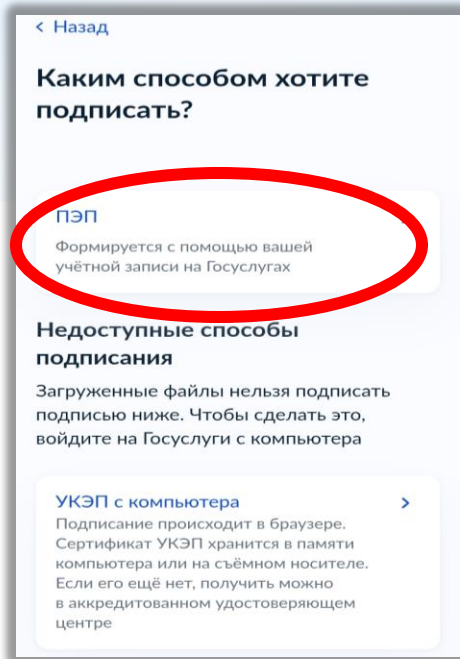 < Назад
Каким способом хотите
подписать?
ПЭП
Формируется с помощью вашей
учётной записи на Госуслугах
Недоступные способы
подписания
Загруженные файлы нельзя подписать
подписью ниже. Чтобы сделать это,
войдите на Госуслуги с компьютера
УКЭП с компьютера >
Подписание происходит в браузере.
Сертификат УКЭП хранится в памяти
компьютера или на съёмном носителе.
Если его ещё нет, получить можно
в аккредитованном удостоверяющем
центре